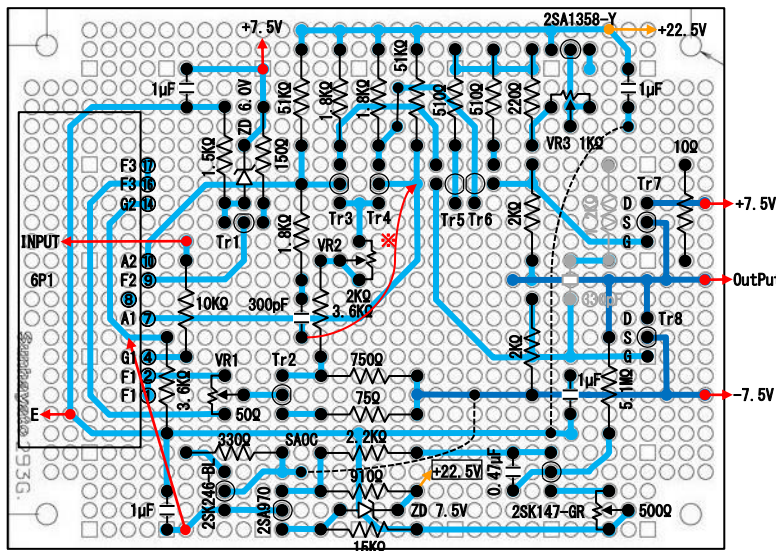 2SA1358-Y
+7.5V
+22.5V
1μF
ZD 6.0V
51KΩ
1.8KΩ
1.8KΩ
51KΩ
510Ω
510Ω
220Ω
1μF
1.5KΩ
150Ω
VR3 1KΩ
10Ω
F3 ⑰
F3 ⑯
G2 ⑭
Tr1
Tr3
Tr4
Tr5
Tr6
Tr7
D
S
G
+7.5V
INPUT
1.8KΩ
VR2
※
2KΩ
A2 ⑩
6P1
F2 ⑨
⑧
A1 ⑦
10KΩ
300pF
2KΩ
3.6KΩ
OutPut
330pF
Tr8
D
S
G
G1 ④
F1 ②
F1 ①
3.6KΩ
VR1
50Ω
Tr2
750Ω
75Ω
2KΩ
1μF
5.1MΩ
-7.5V
E
330Ω
SAOC
2.2KΩ
2SK246-BL
2SA970
910Ω
+22.5V
0.47μF
1μF
ZD 7.5V
2SK147-GR
500Ω
15KΩ